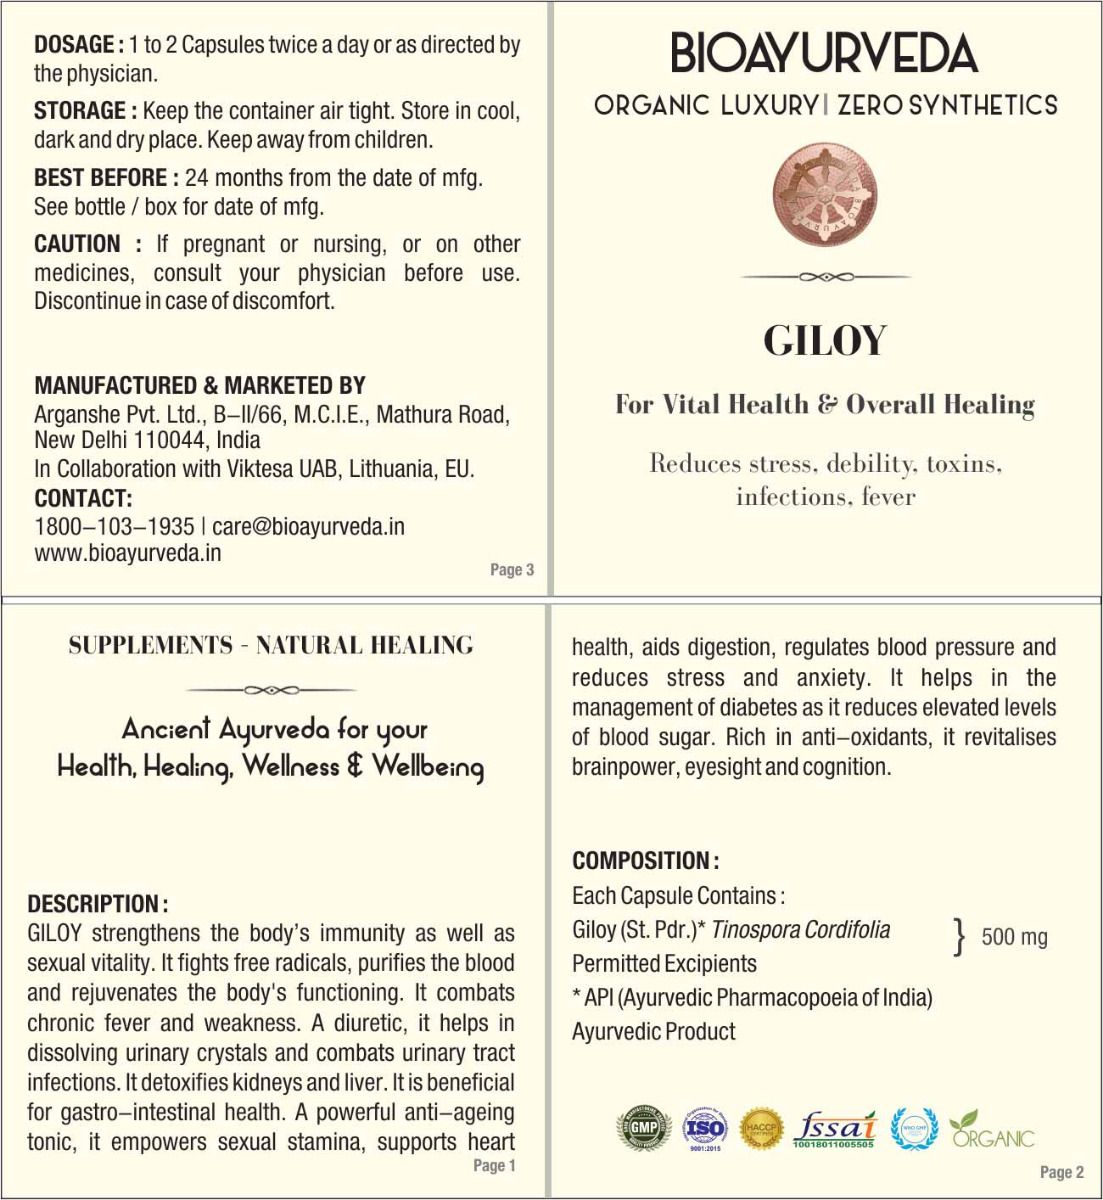 DOSAGE : 1 to 2 Capsules twice a day or as directed by
the physician.
STORAGE : Keep the container air tight. Store in cool,
dark and dry place. Keep away from children.
BEST BEFORE : 24 months from the date of mfg.
See bottle / box for date of mfg.
CAUTION : If pregnant or nursing, or on other
medicines, consult your physician before use.
Discontinue in case of discomfort.
MANUFACTURED & MARKETED BY
Arganshe Pvt. Ltd., B–II/66, M.C.I.E., Mathura Road,
New Delhi 110044, India
In Collaboration with Viktesa UAB, Lithuania, EU.
CONTACT:
1800–103–1935 | care@bioayurveda.in
www.bioayurveda.in
Page 3
BIOAYURVEDA
ORGANIC LUXURY| ZERO SYNTHETICS
GILOY
For Vital Health & Overall Healing
Reduces stress, debility, toxins,
infections, fever
SUPPLEMENTS - NATURAL HEALING
Ancient Ayurveda for your
Health, Healing, Wellness & Wellbeing
DESCRIPTION :
GILOY strengthens the body’s immunity as well as
sexual vitality. It fights free radicals, purifies the blood
and rejuvenates the body's functioning. It combats
chronic fever and weakness. A diuretic, it helps in
dissolving urinary crystals and combats urinary tract
infections. It detoxifies kidneys and liver. It is beneficial
for gastro–intestinal health. A powerful anti–ageing
tonic, it empowers sexual stamina, supports heart
Page 1
health, aids digestion, regulates blood pressure and
reduces stress and anxiety. It helps in the
management of diabetes as it reduces elevated levels
of blood sugar. Rich in anti–oxidants, it revitalises
brainpower, eyesight and cognition.
COMPOSITION :
Each Capsule Contains :
Giloy (St. Pdr.)* Tinospora Cordifolia } 500 mg
Permitted Excipients
* API (Ayurvedic Pharmacopoeia of India)
Ayurvedic Product
GMP
ISO
9001:2015
HACCP
fssai
10018011005505
WHO GMP
ORGANIC
Page 2